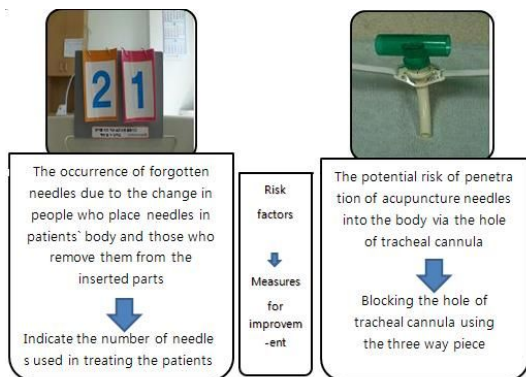 21
The occurrence of forgotten
needles due to the change in
people who place needles in
patients` body and those who
remove them from the
inserted parts
Indicate the number of needle
s used in treating the patients
Risk
factors
Measures
for
improvem
-ent
The potential risk of penetra
tion of acupuncture needles
into the body via the hole
of tracheal cannula
Blocking the hole of
tracheal cannula using
the three way piece